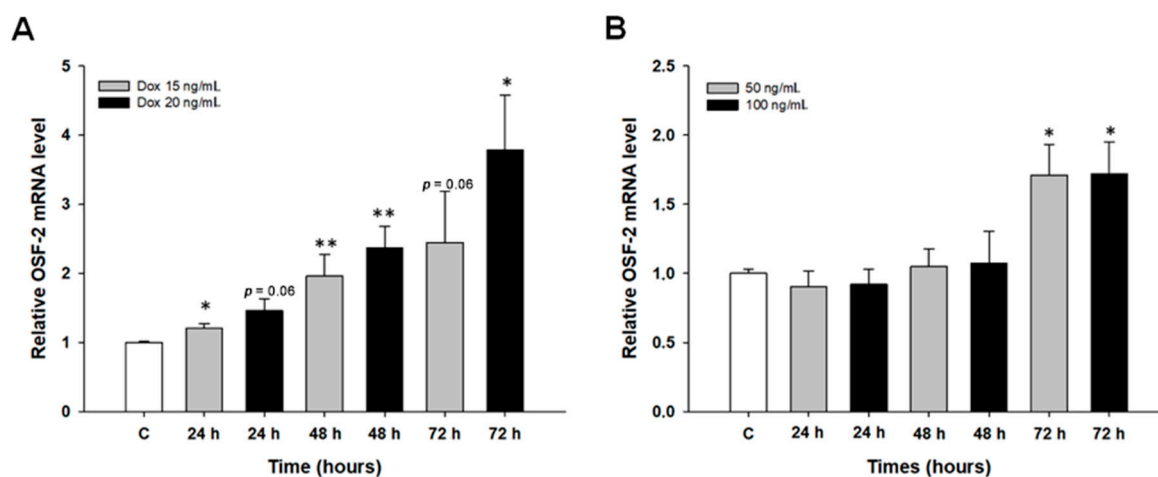 A
Relative OSF-2 mRNA level
5
4
3
2
1
0
Dox 15 ng/mL
Dox 20 ng/mL
*
p = 0.06
**
**
p = 0.06
*
C
24 h
24 h
48 h
48 h
72 h
72 h
Time (hours)
B
Relative OSF-2 mRNA level
2.5
2.0
1.5
1.0
0.5
0.0
50 ng/mL
100 ng/mL
*
*
C
24 h
24 h
48 h
48 h
72 h
72 h
Times (hours)